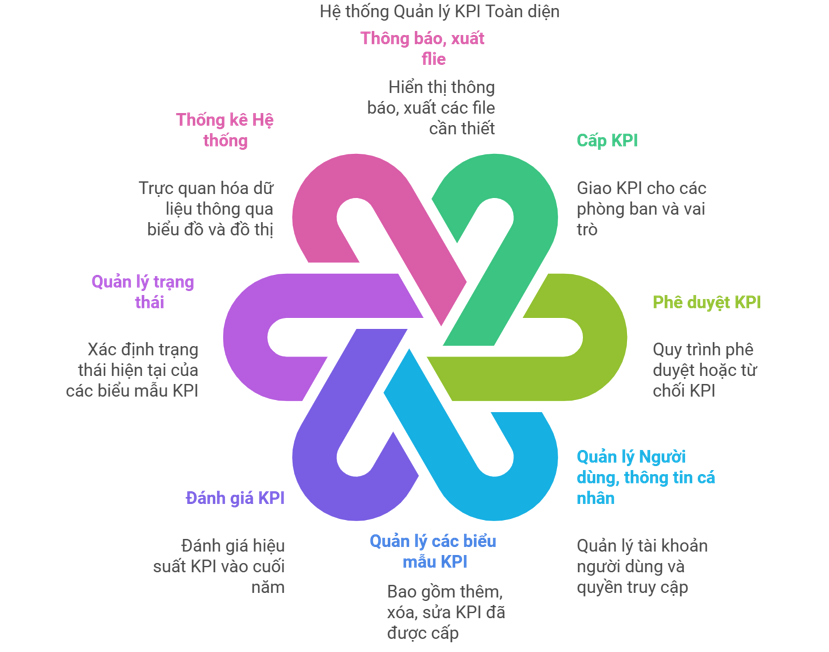 Hệ thống Quản lý KPI Toàn diện
Thông báo, xuất
flie
Hiển thị thông
báo, xuất các file
cần thiết
Thống kê Hệ
thống
Trực quan hóa dữ
liệu thông qua
biểu đồ và đồ thị
Cấp KPI
Giao KPI cho các
phòng ban và vai
trò
Quản lý trạng
thái
Xác định trạng
thái hiện tại của
các biểu mẫu KPI
Phê duyệt KPI
Quy trình phê
duyệt hoặc từ
chối KPI
Đánh giá KPI
Đánh giá hiệu
suất KPI vào cuối
năm
Quản lý các biểu
mẫu KPI
Bao gồm thêm,
xóa, sửa KPI đã
được cấp
Quản lý Người
dùng, thông tin cá
nhân
Quản lý tài khoản
người dùng và
quyền truy cập